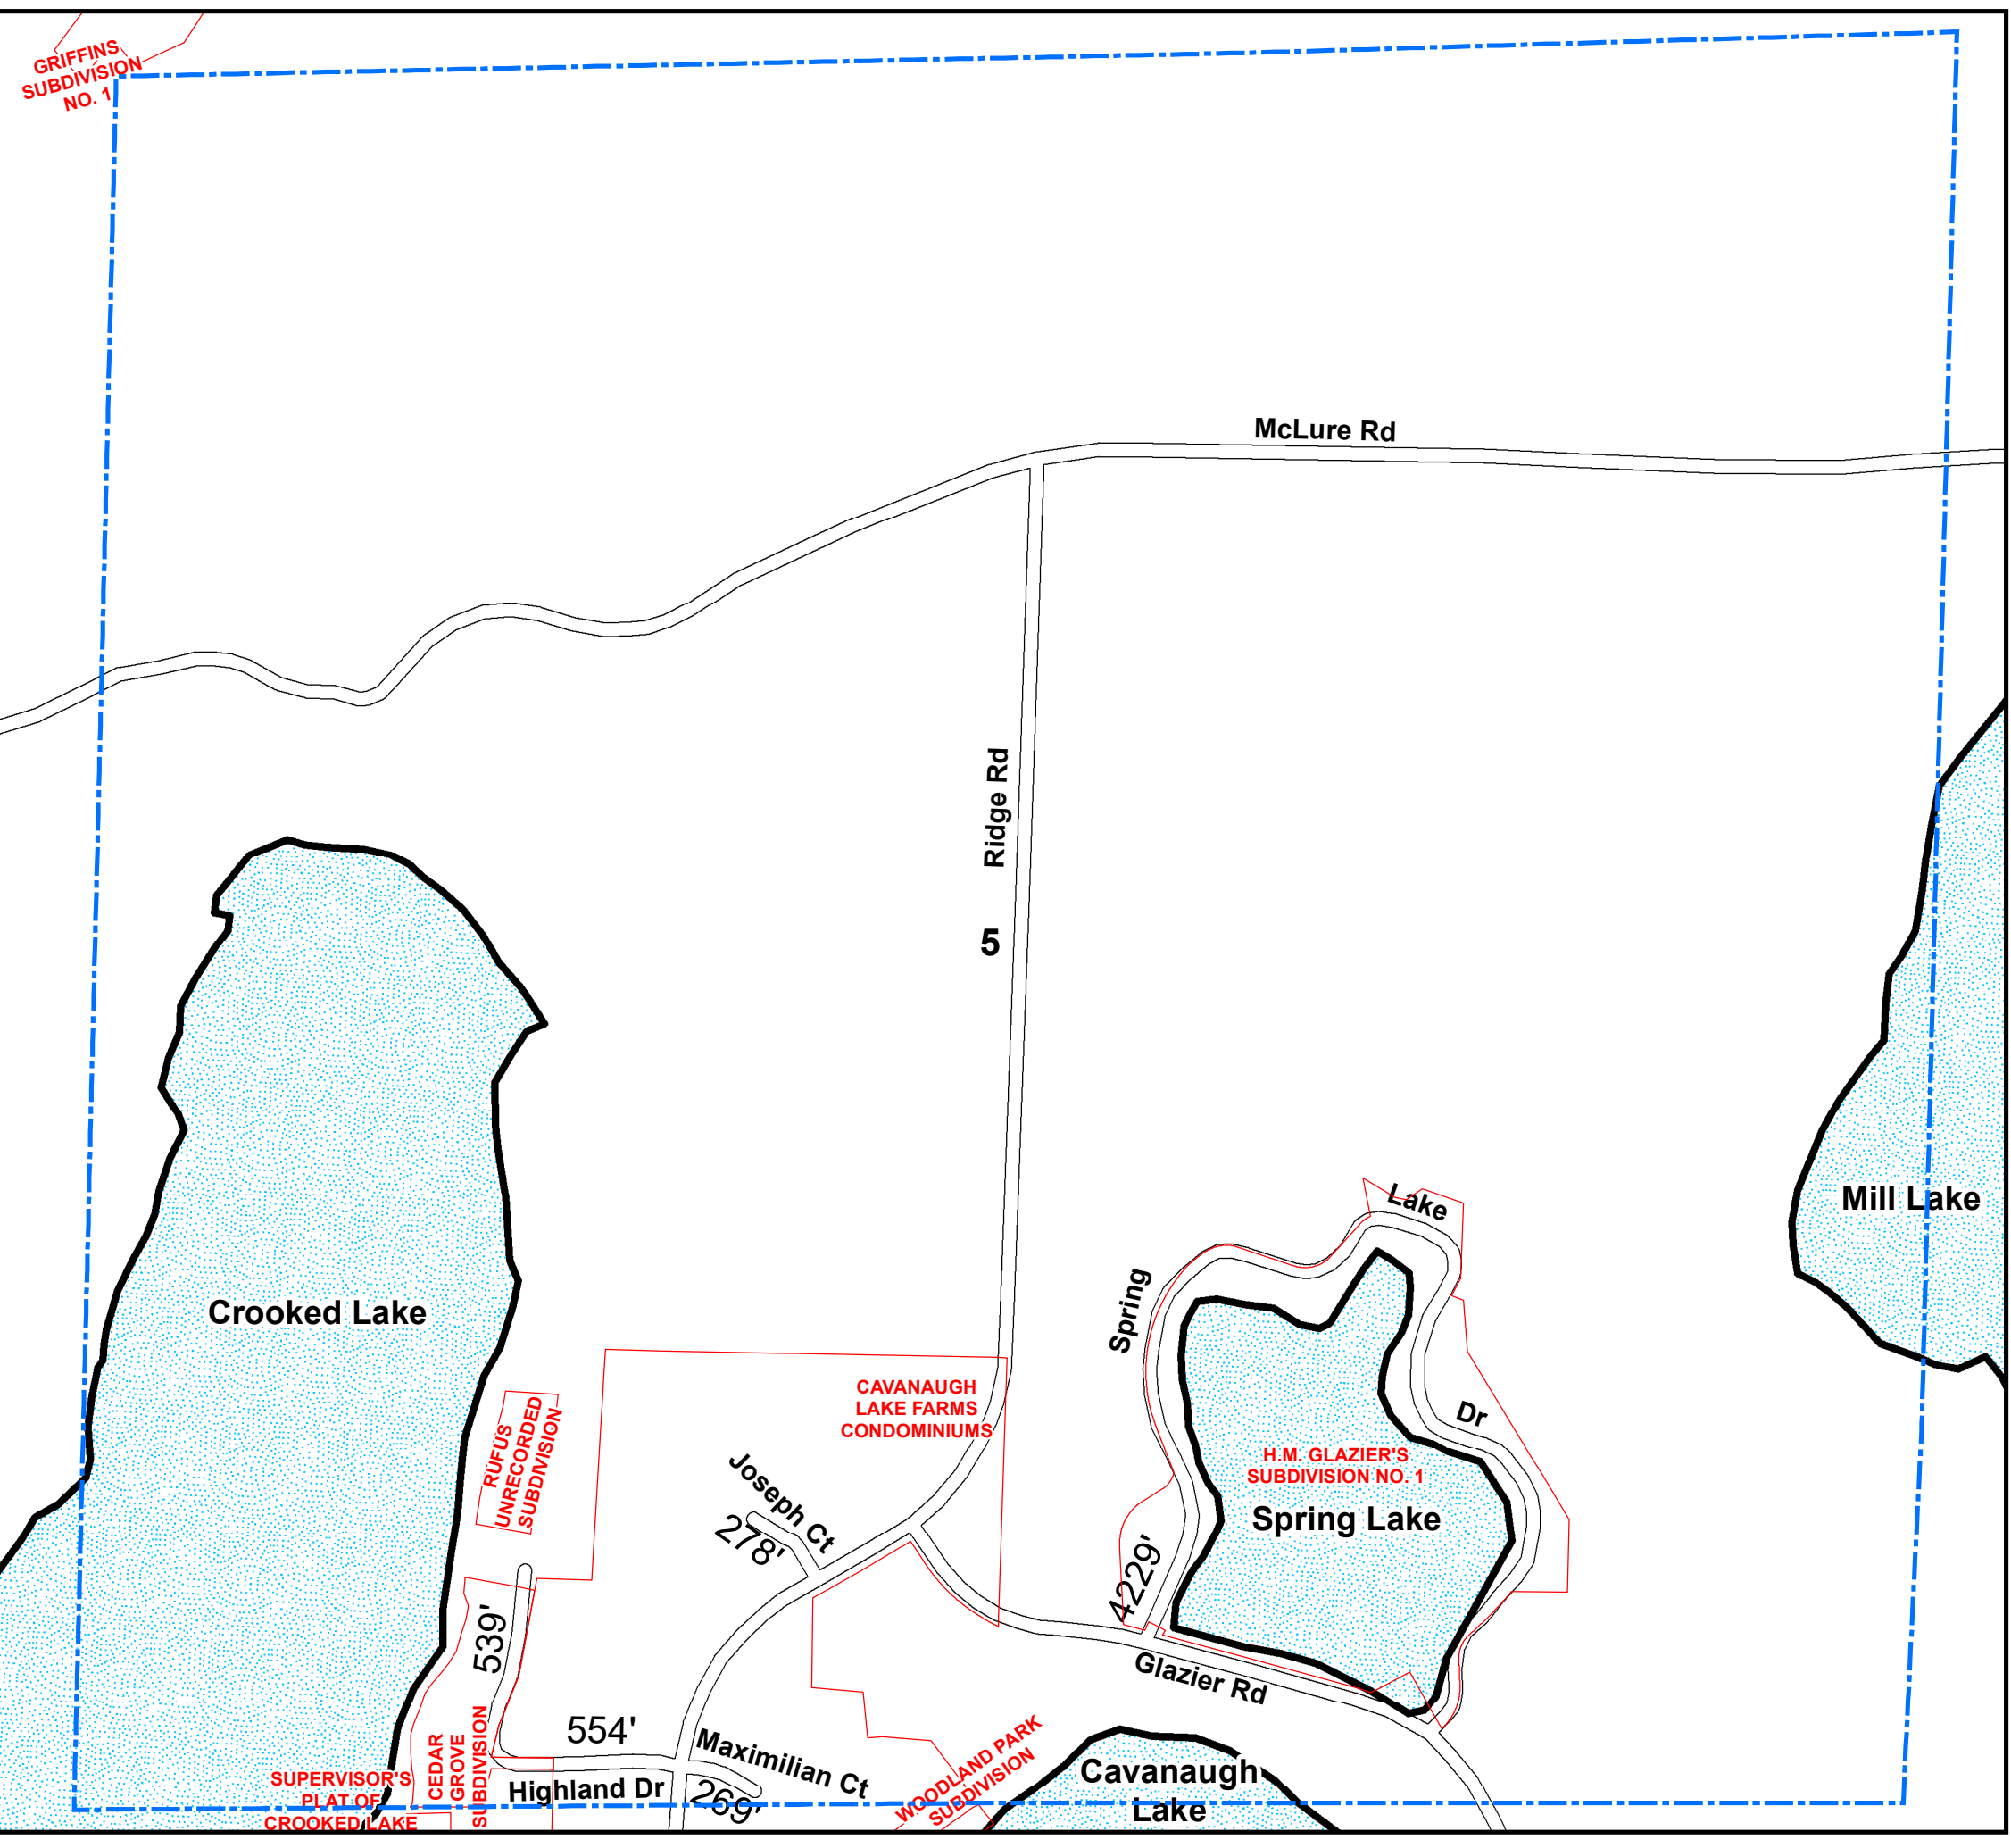 GRIFFINS
SUBDIVISION
NO. 1
McLure Rd
Ridge Rd
5
Mill Lake
Lake
Spring
Dr
Crooked Lake
CAVANAUGH
LAKE FARMS
CONDOMINIUMS
RUFUS
UNRECORDED
SUBDIVISION
H.M. GLAZIER'S
SUBDIVISION NO. 1
Spring Lake
Joseph Ct
278'
4229'
539'
Glazier Rd
554'
Maximilian Ct
CEDAR
GROVE
SUBDIVISION
Highland Dr
269'
WOODLAND PARK
SUBDIVISION
Cavanaugh
Lake
SUPERVISOR'S
PLAT OF
CROOKED LAKE